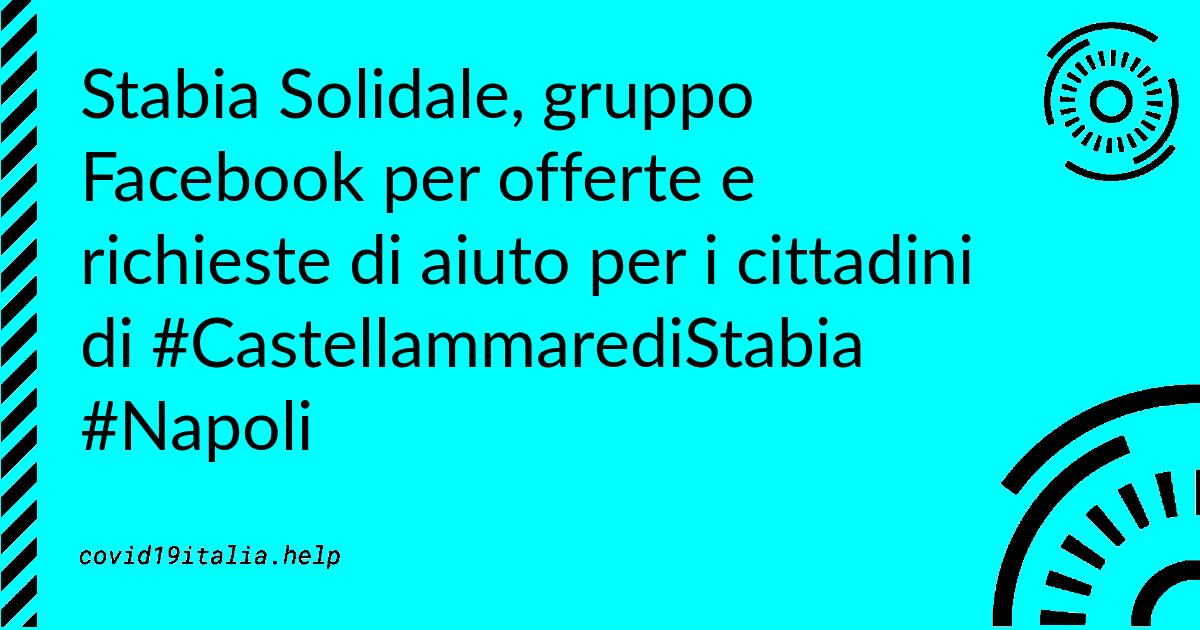 Stabia Solidale, gruppo
Facebook per offerte e
richieste di aiuto per i cittadini
di #CastellammarediStabia
#Napoli
covid19italia.help